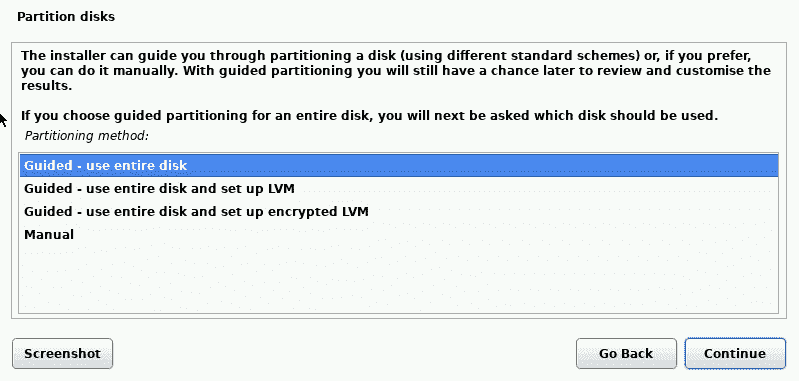 Partition disks
The installer can guide you through partitioning a disk (using different standard schemes) or, if you prefer,
you can do it manually. With guided partitioning you will still have a chance later to review and customise the
results.
If you choose guided partitioning for an entire disk, you will next be asked which disk should be used.
Partitioning method:
Guided - use entire disk
Guided - use entire disk and set up LVM
Guided - use entire disk and set up encrypted LVM
Manual
Screenshot
Go Back
Continue